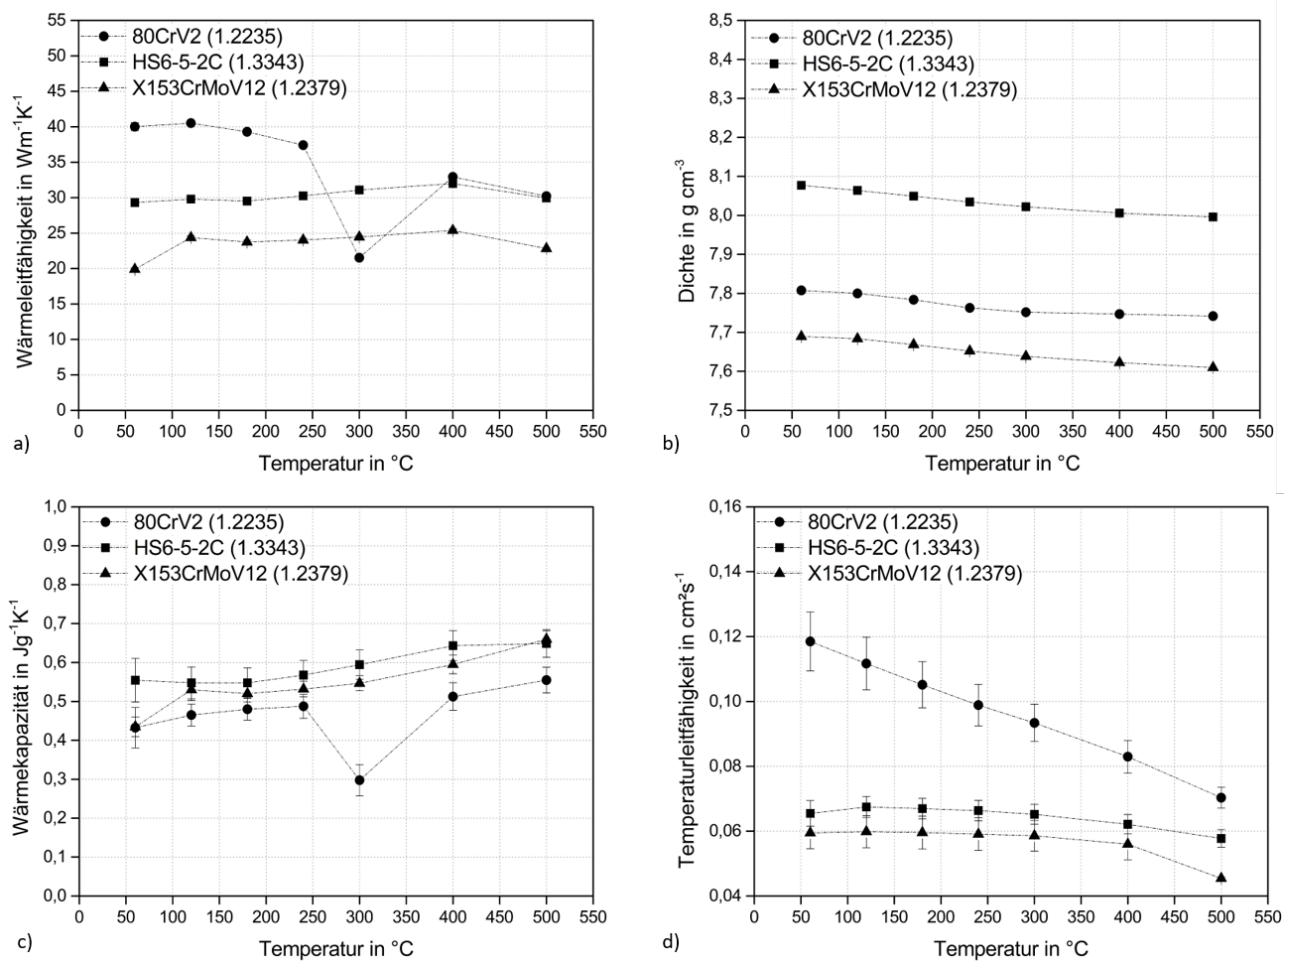 55
50
45
40
35
30
25
20
15
10
5
0
Wärmeleitfähigkeit in Wm⁻¹K⁻¹
80CrV2 (1.2235)
HS6-5-2C (1.3343)
X153CrMoV12 (1.2379)
0 50 100 150 200 250 300 350 400 450 500 550
a)
Temperatur in °C
8,5
8,4
8,3
8,2
8,1
8,0
7,9
7,8
7,7
7,6
7,5
Dichte in g cm⁻³
80CrV2 (1.2235)
HS6-5-2C (1.3343)
X153CrMoV12 (1.2379)
0 50 100 150 200 250 300 350 400 450 500 550
b)
Temperatur in °C
1,0
0,9
0,8
0,7
0,6
0,5
0,4
0,3
0,2
0,1
0,0
Wärmekapazität in Jg⁻¹K⁻¹
80CrV2 (1.2235)
HS6-5-2C (1.3343)
X153CrMoV12 (1.2379)
0 50 100 150 200 250 300 350 400 450 500 550
c)
Temperatur in °C
0,16
0,14
0,12
0,10
0,08
0,06
0,04
Temperaturleitfähigkeit in cm²s⁻¹
80CrV2 (1.2235)
HS6-5-2C (1.3343)
X153CrMoV12 (1.2379)
0 50 100 150 200 250 300 350 400 450 500 550
d)
Temperatur in °C